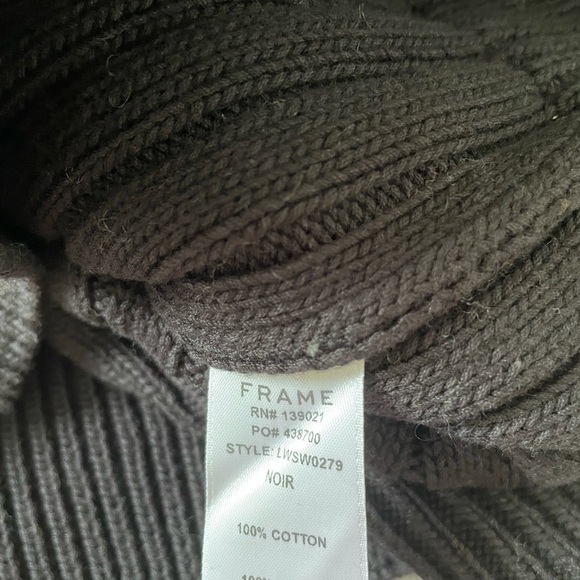 FRAME
RN# 139021
PO# 438700
STYLE: LWSW0279
NOIR
100% COTTON